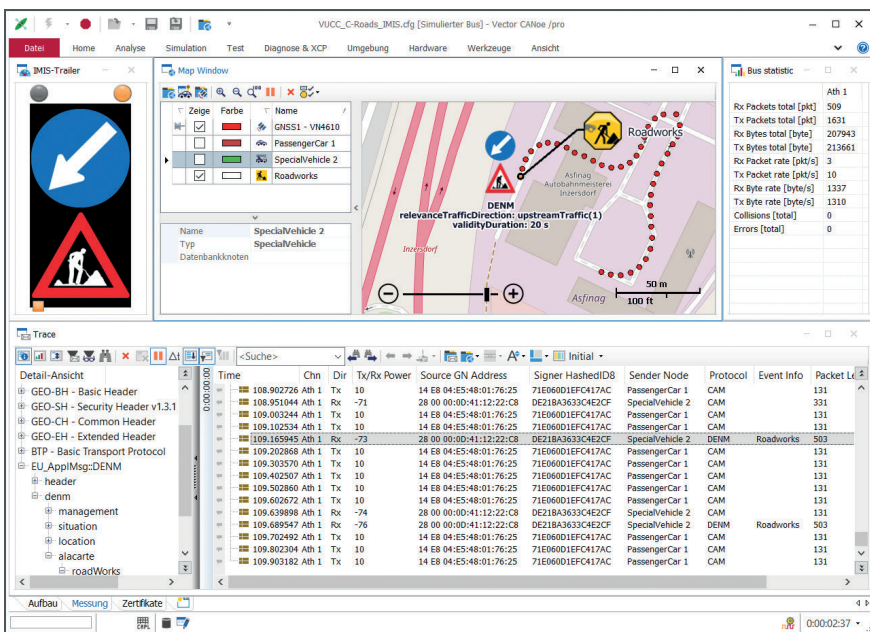 VUCC_C-Roads_IMIS.cfg [Simulierter Bus] - Vector CANoe /pro
Datei Home Analyse Simulation Test Diagnose & XCP Umgebung Hardware Werkzeuge Ansicht
IMIS-Trailer
Map Window
Zeige Farbe Name
GNSS1 - VN4610
PassengerCar 1
SpecialVehicle 2
Roadworks
Name SpecialVehicle 2
Typ SpecialVehicle
Datenbankknoten
Roadworks
Asfinag
Autobahnmeisterei
Inzersdorf
DENM
relevanceTrafficDirection: upstreamTraffic(1)
validityDuration: 20 s
Inzersdorf
Asfinag
50 m
100 ft
Bus statistic
Ath 1
Rx Packets total [pkt] 509
Tx Packets total [pkt] 1631
Rx Bytes total [byte] 207943
Tx Bytes total [byte] 213661
Rx Packet rate [pkt/s] 3
Tx Packet rate [pkt/s] 10
Rx Byte rate [byte/s] 1337
Tx Byte rate [byte/s] 1310
Collisions [total] 0
Errors [total] 0
Trace
Δt <Suche> A Initial
Detail-Ansicht
GEO-BH - Basic Header
GEO-SH - Security Header v1.3.1
GEO-CH - Common Header
GEO-EH - Extended Header
BTP - Basic Transport Protocol
EU_ApplMsg::DENM
header
denm
management
situation
location
alacarte
roadWorks
0:00:00:00
Time Chn Dir Tx/Rx Power Source GN Address Signer HashedID8 Sender Node Protocol Event Info Packet Le
108.902726 Ath 1 Tx 10 14 E8 04:E5:48:01:76:25 71E060D1EFC417AC PassengerCar 1 CAM 131
108.951044 Ath 1 Rx -71 28 00 00:0D:41:12:22:C8 DE21BA3633C4E2CF SpecialVehicle 2 CAM 331
109.003244 Ath 1 Tx 10 14 E8 04:E5:48:01:76:25 71E060D1EFC417AC PassengerCar 1 CAM 131
109.102534 Ath 1 Tx 10 14 E8 04:E5:48:01:76:25 71E060D1EFC417AC PassengerCar 1 CAM 131
109.165945 Ath 1 Rx -73 28 00 00:0D:41:12:22:C8 DE21BA3633C4E2CF SpecialVehicle 2 DENM Roadworks 503
109.202868 Ath 1 Tx 10 14 E8 04:E5:48:01:76:25 71E060D1EFC417AC PassengerCar 1 CAM 131
109.303570 Ath 1 Tx 10 14 E8 04:E5:48:01:76:25 71E060D1EFC417AC PassengerCar 1 CAM 131
109.402507 Ath 1 Tx 10 14 E8 04:E5:48:01:76:25 71E060D1EFC417AC PassengerCar 1 CAM 131
109.502860 Ath 1 Tx 10 14 E8 04:E5:48:01:76:25 71E060D1EFC417AC PassengerCar 1 CAM 131
109.602672 Ath 1 Tx 10 14 E8 04:E5:48:01:76:25 71E060D1EFC417AC PassengerCar 1 CAM 131
109.639898 Ath 1 Rx -74 28 00 00:0D:41:12:22:C8 DE21BA3633C4E2CF SpecialVehicle 2 CAM 131
109.689547 Ath 1 Rx -76 28 00 00:0D:41:12:22:C8 DE21BA3633C4E2CF SpecialVehicle 2 DENM Roadworks 503
109.702492 Ath 1 Tx 10 14 E8 04:E5:48:01:76:25 71E060D1EFC417AC PassengerCar 1 CAM 131
109.802304 Ath 1 Tx 10 14 E8 04:E5:48:01:76:25 71E060D1EFC417AC PassengerCar 1 CAM 131
109.903182 Ath 1 Tx 10 14 E8 04:E5:48:01:76:25 71E060D1EFC417AC PassengerCar 1 CAM 131
Aufbau Messung Zertifikate
CAPL
0:00:02:37